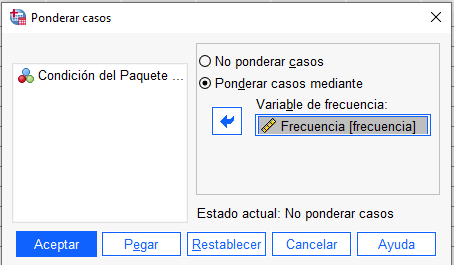 Ponderar casos
Condición del Paquete ...
No ponderar casos
Ponderar casos mediante
Variable de frecuencia:
Frecuencia [frecuencia]
Estado actual: No ponderar casos
Aceptar
Pegar
Restablecer
Cancelar
Ayuda